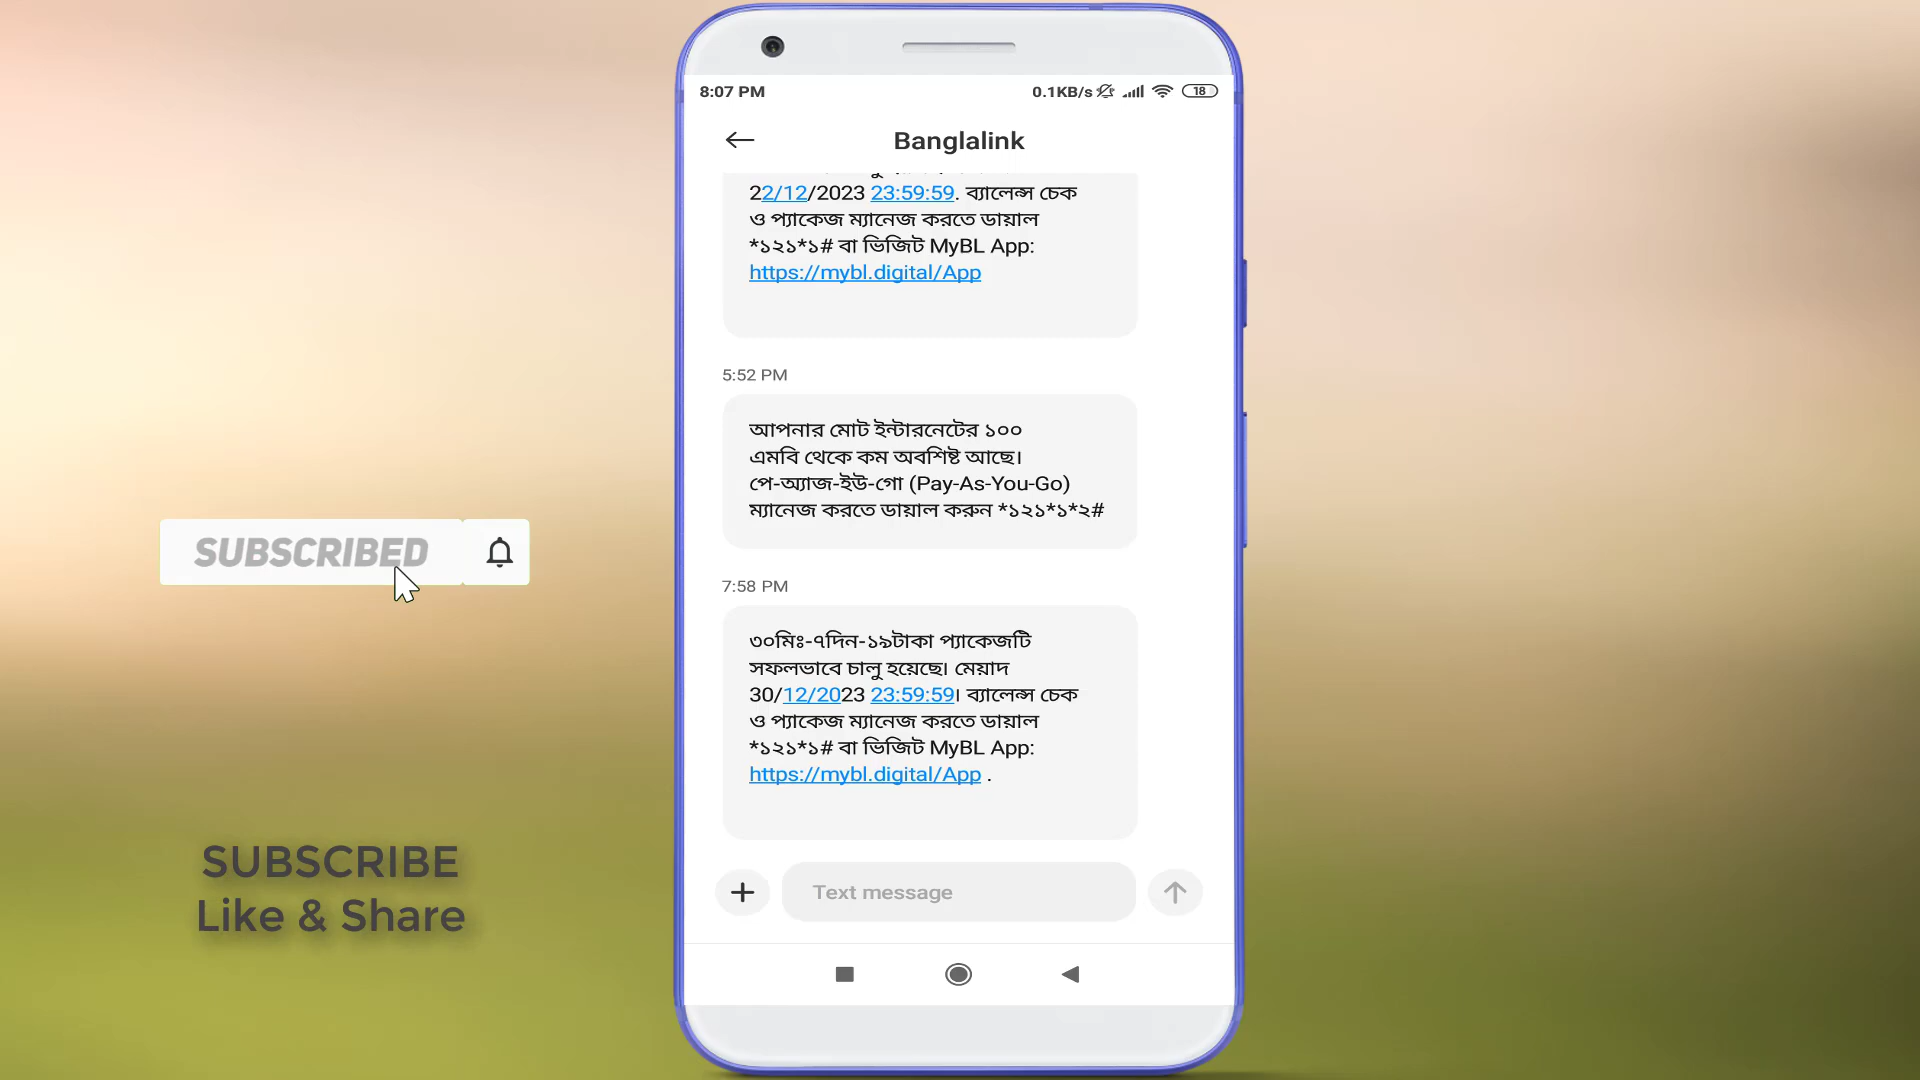 8:07 PM
0.1KB/s
18
Banglalink
22/12/2023 23:59:59. ব্যালেন্স চেক
ও প্যাকেজ ম্যানেজ করতে ডায়াল
*১২১*১# বা ভিজিট MyBL App:
https://mybl.digital/App
5:52 PM
আপনার মোট ইন্টারনেটের ১০০
এমবি থেকে কম অবশিষ্ট আছে।
পে-অ্যাজ-ইউ-গো (Pay-As-You-Go)
ম্যানেজ করতে ডায়াল করুন *১২১*১*২#
7:58 PM
৩০মিঃ-৭দিন-১৯টাকা প্যাকেজটি
সফলভাবে চালু হয়েছে। মেয়াদ
30/12/2023 23:59:59। ব্যালেন্স চেক
ও প্যাকেজ ম্যানেজ করতে ডায়াল
*১২১*১# বা ভিজিট MyBL App:
https://mybl.digital/App .
Text message
SUBSCRIBED
SUBSCRIBE
Like & Share